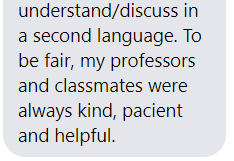 understand/discuss in
a second language. To
be fair, my professors
and classmates were
always kind, pacient
and helpful.